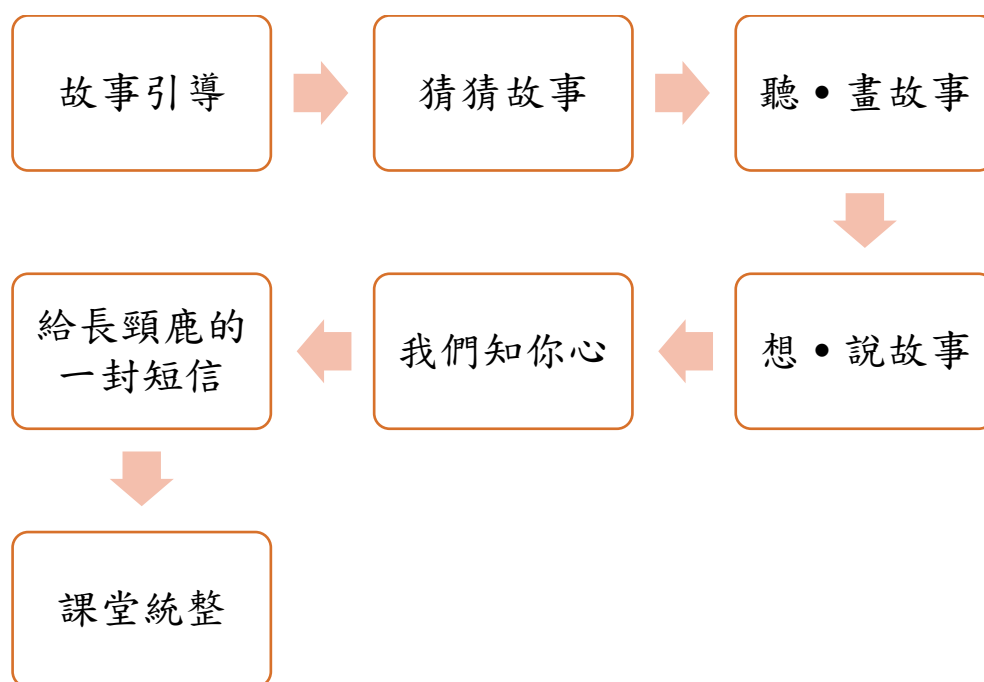 故事引導
猜猜故事
聽•畫故事
想•說故事
我們知你心
給長頸鹿的
一封短信
課堂統整